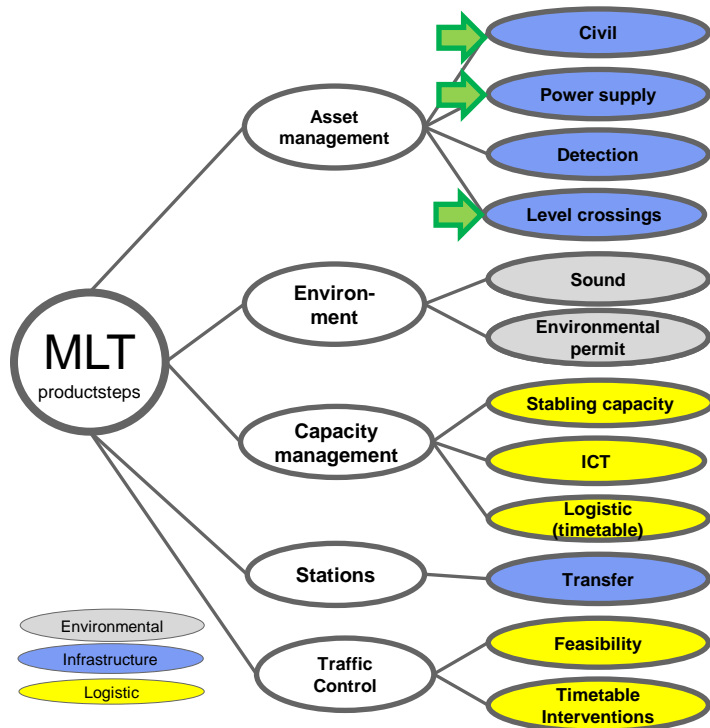 Civil
Power supply
Asset
management
Detection
Level crossings
Sound
Environ-
ment
Environmental
permit
MLT
productsteps
Stabling capacity
Capacity
management
ICT
Logistic
(timetable)
Stations
Transfer
Environmental
Infrastructure
Logistic
Feasibility
Traffic
Control
Timetable
Interventions